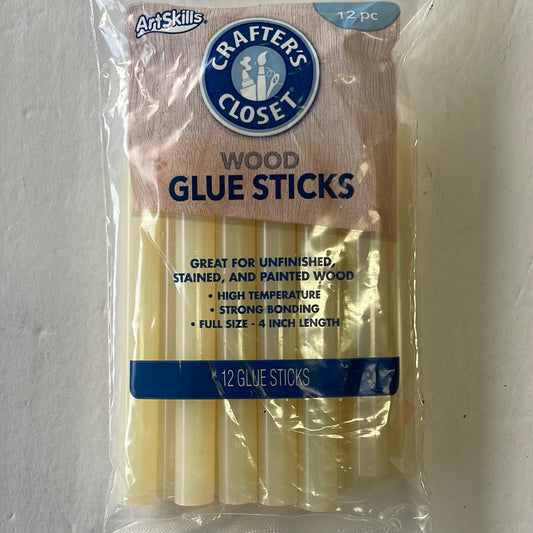 ArtSkills®
12 pc
CRAFTER'S
CLOSET®
WOOD
GLUE STICKS
GREAT FOR UNFINISHED,
STAINED, AND PAINTED WOOD
• HIGH TEMPERATURE
• STRONG BONDING
• FULL SIZE - 4 INCH LENGTH
12 GLUE STICKS